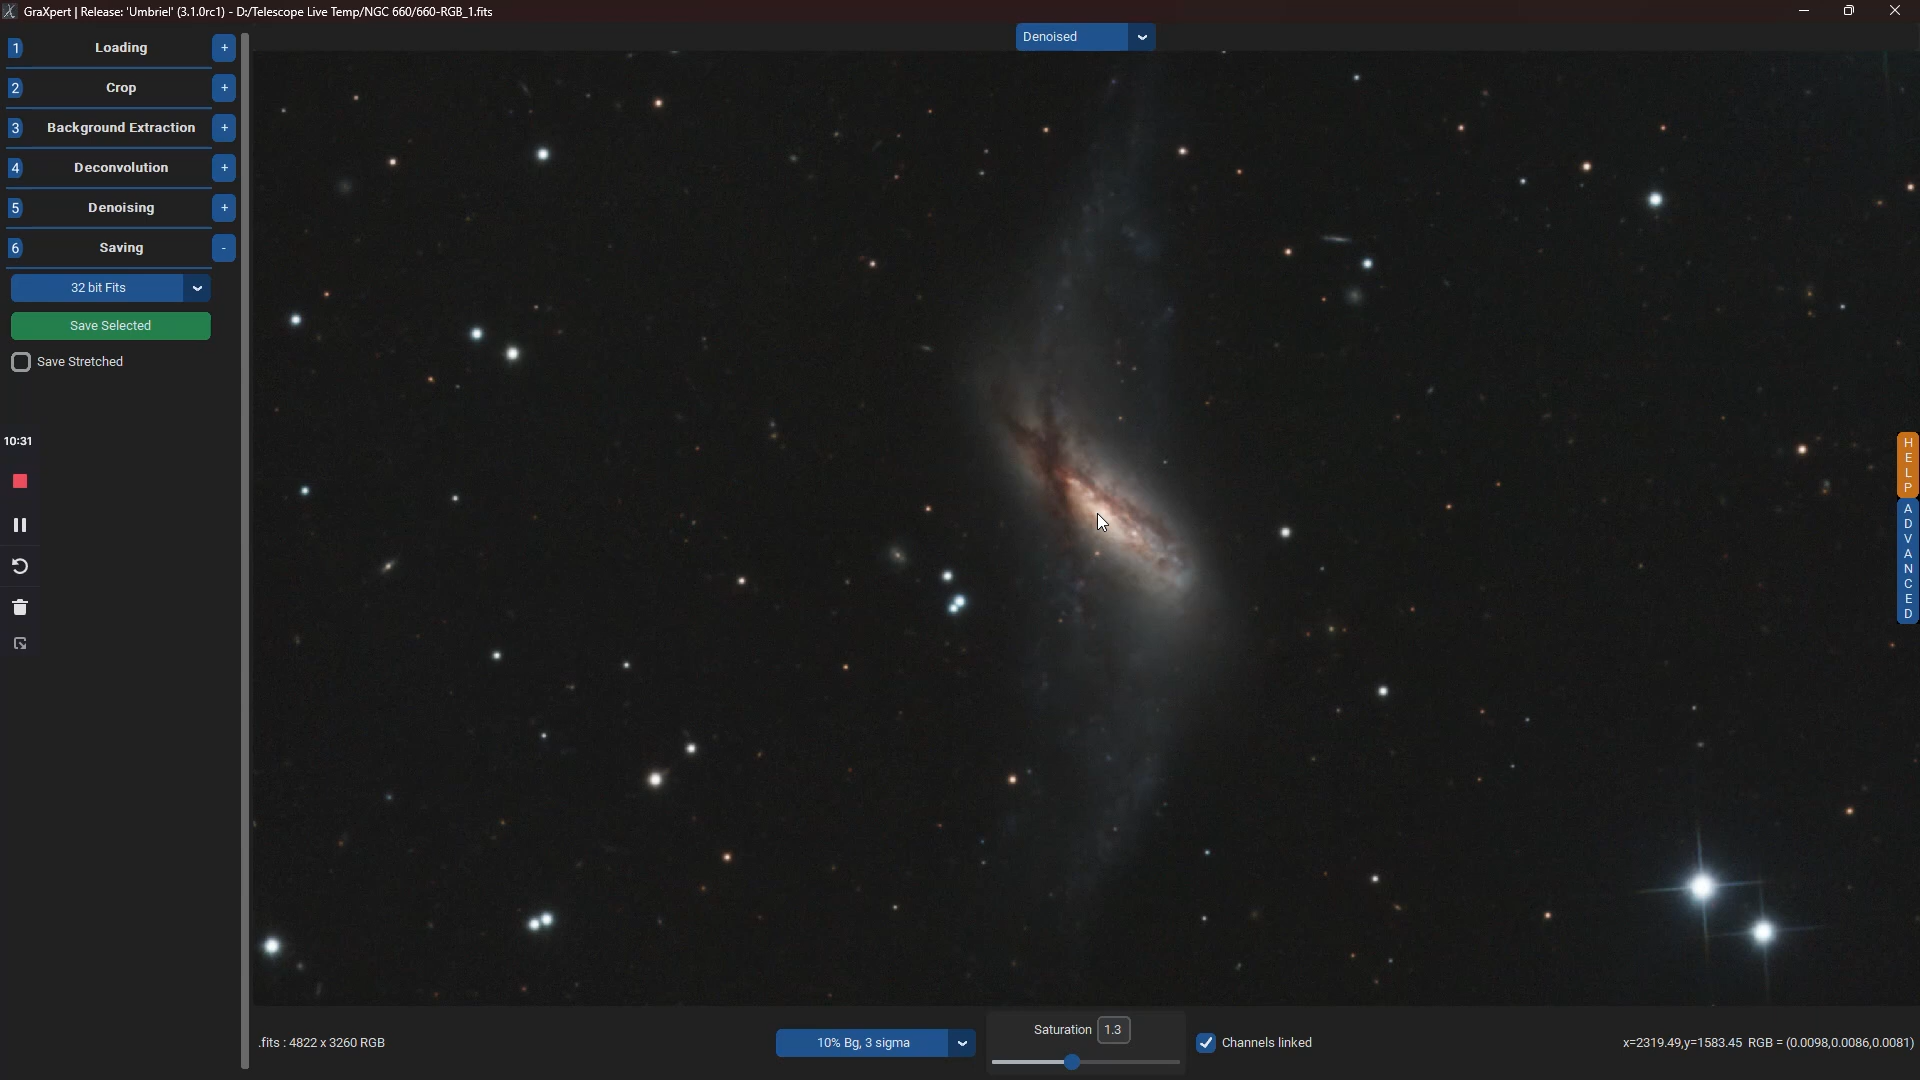 GraXpert | Release: 'Umbriel' (3.1.0rc1) - D:/Telescope Live Temp/NGC 660/660-RGB_1.fits
Denoised
1 Loading +
2 Crop +
3 Background Extraction +
4 Deconvolution +
5 Denoising +
6 Saving -
32 bit Fits
Save Selected
Save Stretched
10:31
HELP
ADVANCED
.fits : 4822 x 3260 RGB
10% Bg, 3 sigma
Saturation 1.3
Channels linked
x=2319.49,y=1583.45 RGB = (0.0098,0.0086,0.0081)